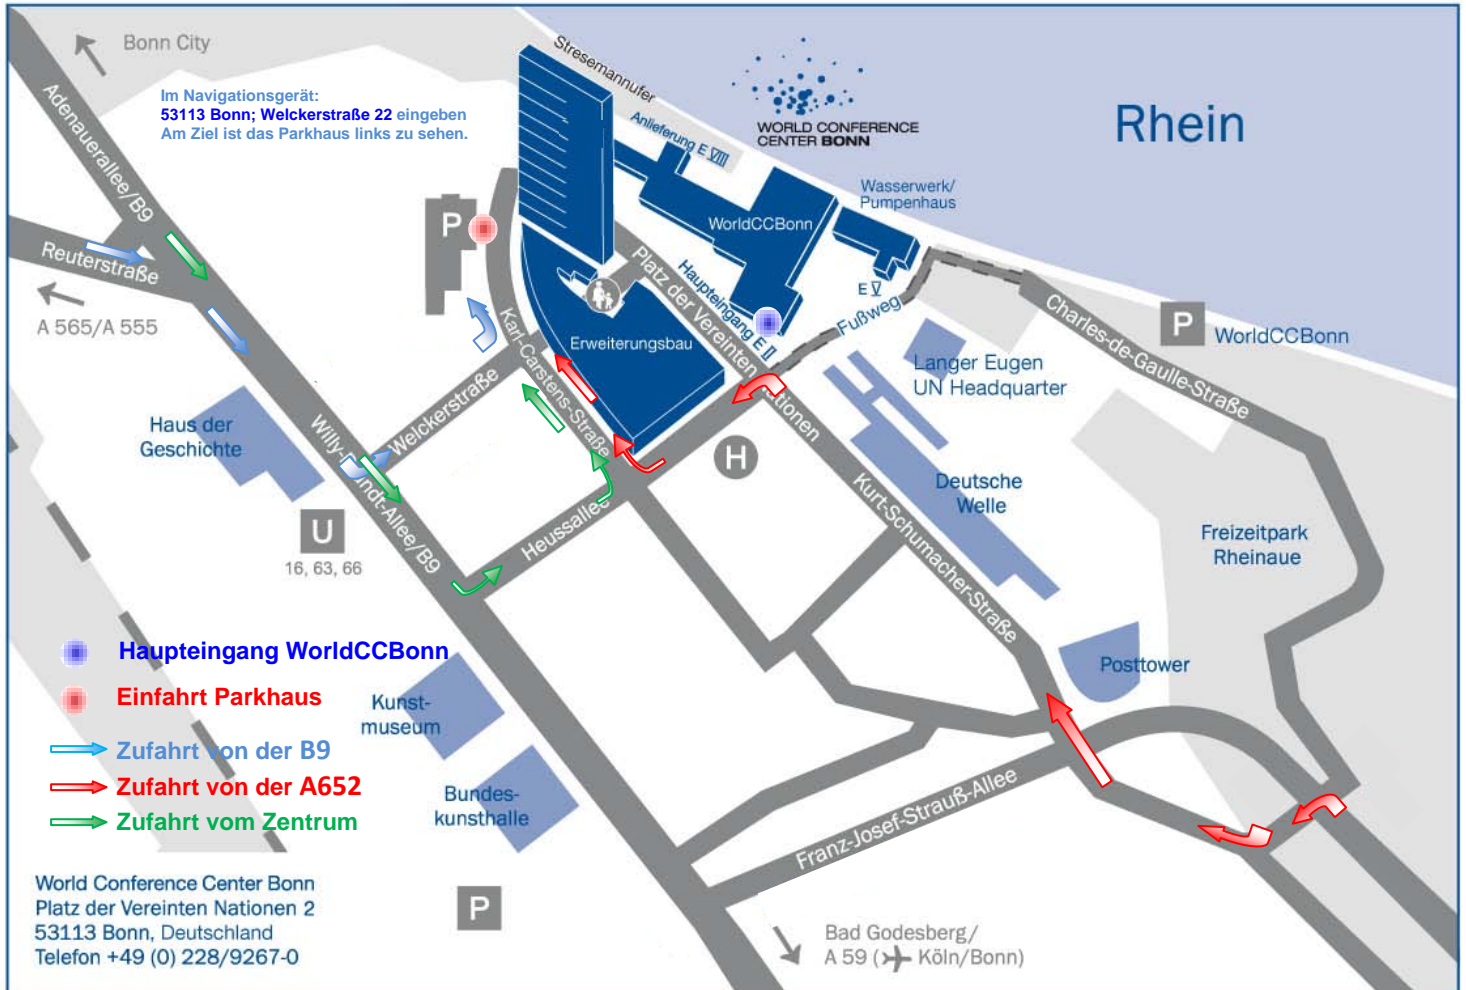 Bonn City
Im Navigationsgerät:
53113 Bonn; Welckerstraße 22 eingeben
Am Ziel ist das Parkhaus links zu sehen.
Adenauerallee/B9
Reuterstraße
A 565/A 555
Stresemannufer
Anlieferung E VIII
WORLD CONFERENCE
CENTER BONN
Rhein
Wasserwerk/
Pumpenhaus
WorldCCBonn
P
Platz der Vereinten Nationen
Haupteingang E II
E V
Fußweg
Charles-de-Gaulle-Straße
P
WorldCCBonn
Langer Eugen
UN Headquarter
Karl-Carstens-Straße
Erweiterungsbau
Welckerstraße
Haus der
Geschichte
Willy-Brandt-Allee/B9
H
Heussallee
U
16, 63, 66
Deutsche
Welle
Kurt-Schumacher-Straße
Freizeitpark
Rheinaue
Posttower
Haupteingang WorldCCBonn
Einfahrt Parkhaus
Zufahrt von der B9
Zufahrt von der A652
Zufahrt vom Zentrum
Kunst-
museum
Bundes-
kunsthalle
Franz-Josef-Strauß-Allee
World Conference Center Bonn
Platz der Vereinten Nationen 2
53113 Bonn, Deutschland
Telefon +49 (0) 228/9267-0
P
Bad Godesberg/
A 59 (✈ Köln/Bonn)